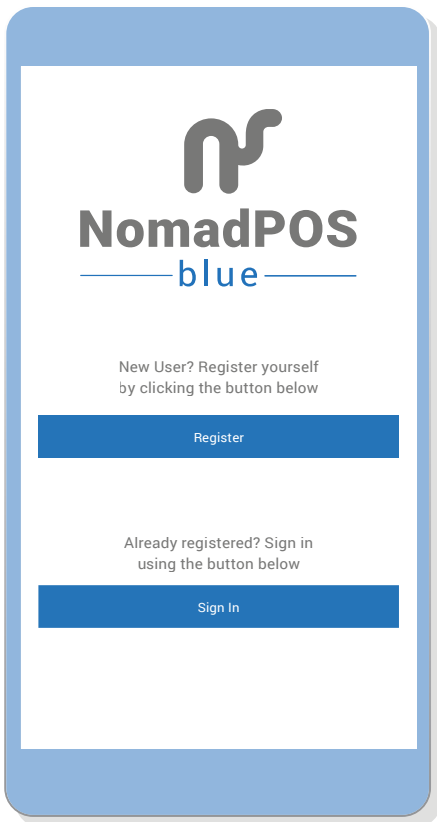 NomadPOS
blue
New User? Register yourself
by clicking the button below
Register
Already registered? Sign in
using the button below
Sign In